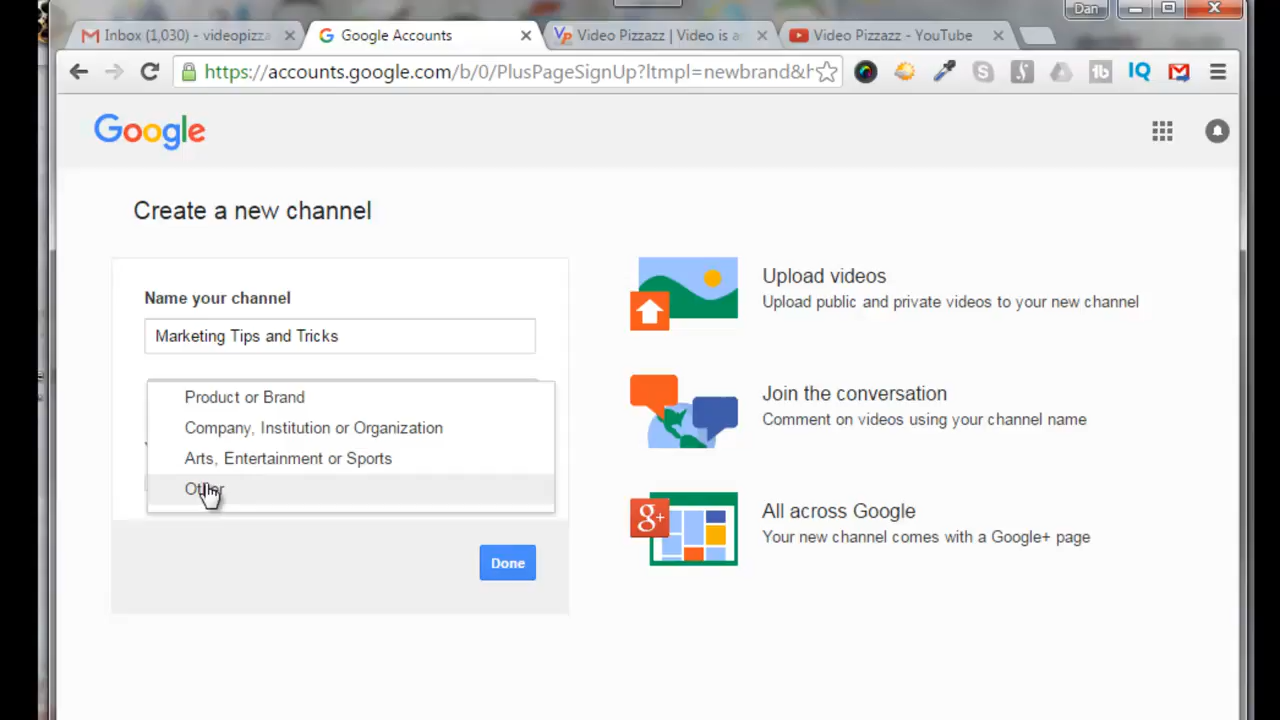 Dan
Inbox (1,030) - videopizza
Google Accounts
Video Pizzazz | Video is a
Video Pizzazz - YouTube
https://accounts.google.com/b/0/PlusPageSignUp?ltmpl=newbrand&h
IQ
Google
Create a new channel
Name your channel
Marketing Tips and Tricks
Product or Brand
Company, Institution or Organization
Arts, Entertainment or Sports
Other
Done
Upload videos
Upload public and private videos to your new channel
Join the conversation
Comment on videos using your channel name
g+
All across Google
Your new channel comes with a Google+ page